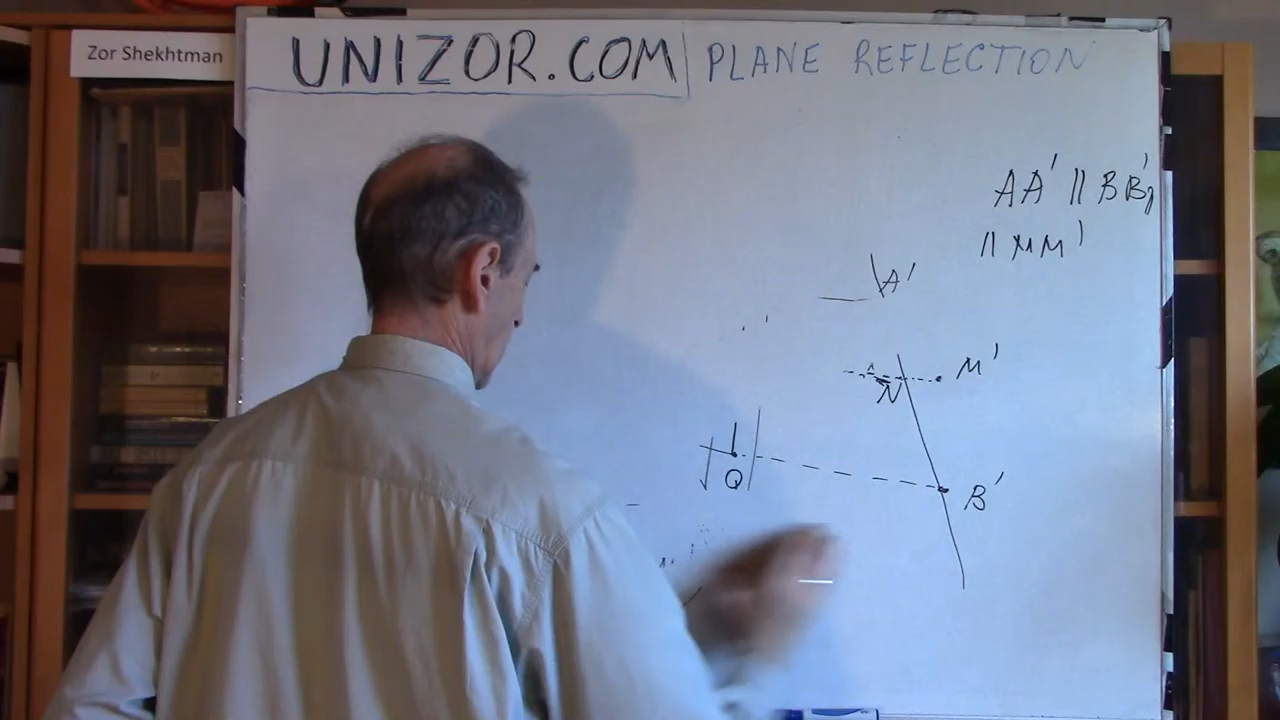 Zor Shekhtman
UNIZOR.COM
PLANE REFLECTION
AA' || BB',
|| MM'
A'
M'
N
Q
B'